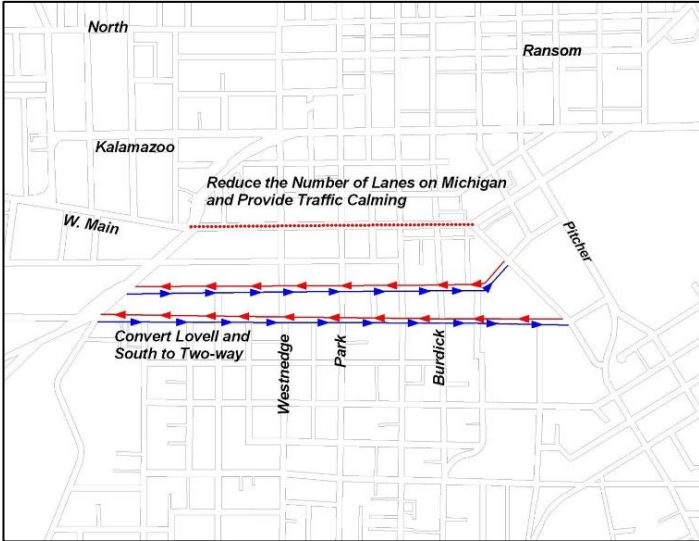 North
Ransom
Kalamazoo
Reduce the Number of Lanes on Michigan
and Provide Traffic Calming
W. Main
Pitcher
Convert Lovell and
South to Two-way
Westnedge
Park
Burdick